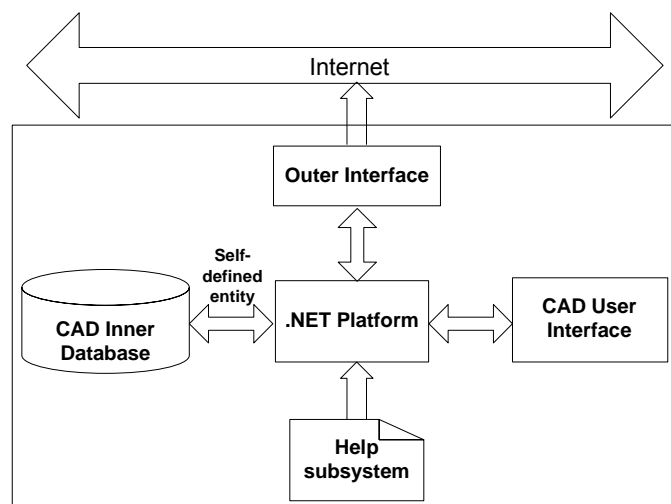 Internet
Outer Interface
Self-
defined
entity
CAD Inner
Database
.NET Platform
CAD User
Interface
Help
subsystem